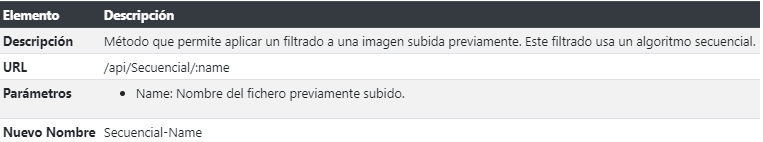 Elemento Descripción
Descripción Método que permite aplicar un filtrado a una imagen subida previamente. Este filtrado usa un algoritmo secuencial.
URL /api/Secuencial/:name
Parámetros • Name: Nombre del fichero previamente subido.
Nuevo Nombre Secuencial-Name